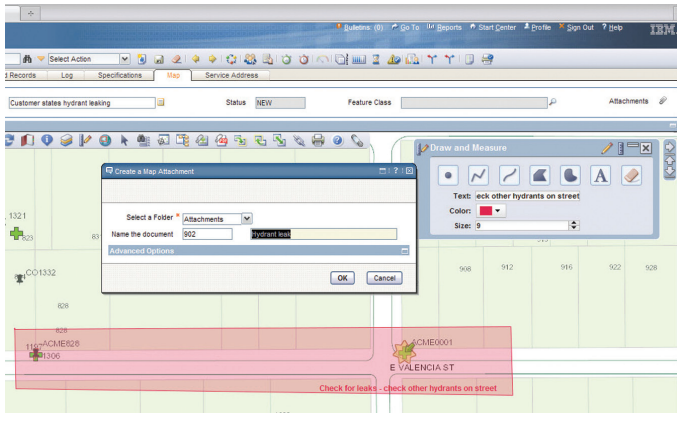 Bulletins: (0) Go To Reports Start Center Profile Sign Out Help IBM
Select Action
Records Log Specifications Map Service Address
Customer states hydrant leaking Status NEW Feature Class Attachments
Draw and Measure
Create a Map Attachment
Text: eck other hydrants on street
Color:
Size: 9
Select a Folder * Attachments
Name the document 902 Hydrant leak
Advanced Options
OK Cancel
1321
823
83
CO1332
908 912 916 922 928
828
828
1107 ACME828
1306
ACME0001
E VALENCIA ST
Check for leaks - check other hydrants on street